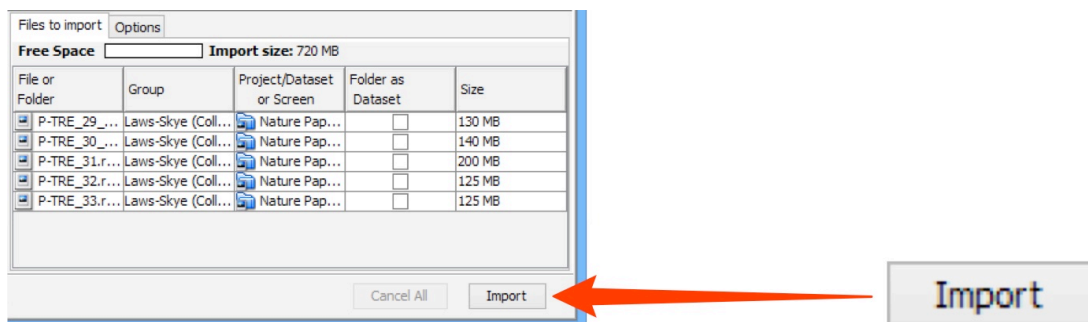 Files to import Options
Free Space Import size: 720 MB
File or Folder Group Project/Dataset or Screen Folder as Dataset Size
P-TRE_29_... Laws-Skye (Coll... Nature Pap... 130 MB
P-TRE_30_... Laws-Skye (Coll... Nature Pap... 140 MB
P-TRE_31.r... Laws-Skye (Coll... Nature Pap... 200 MB
P-TRE_32.r... Laws-Skye (Coll... Nature Pap... 125 MB
P-TRE_33.r... Laws-Skye (Coll... Nature Pap... 125 MB
Cancel All Import Import